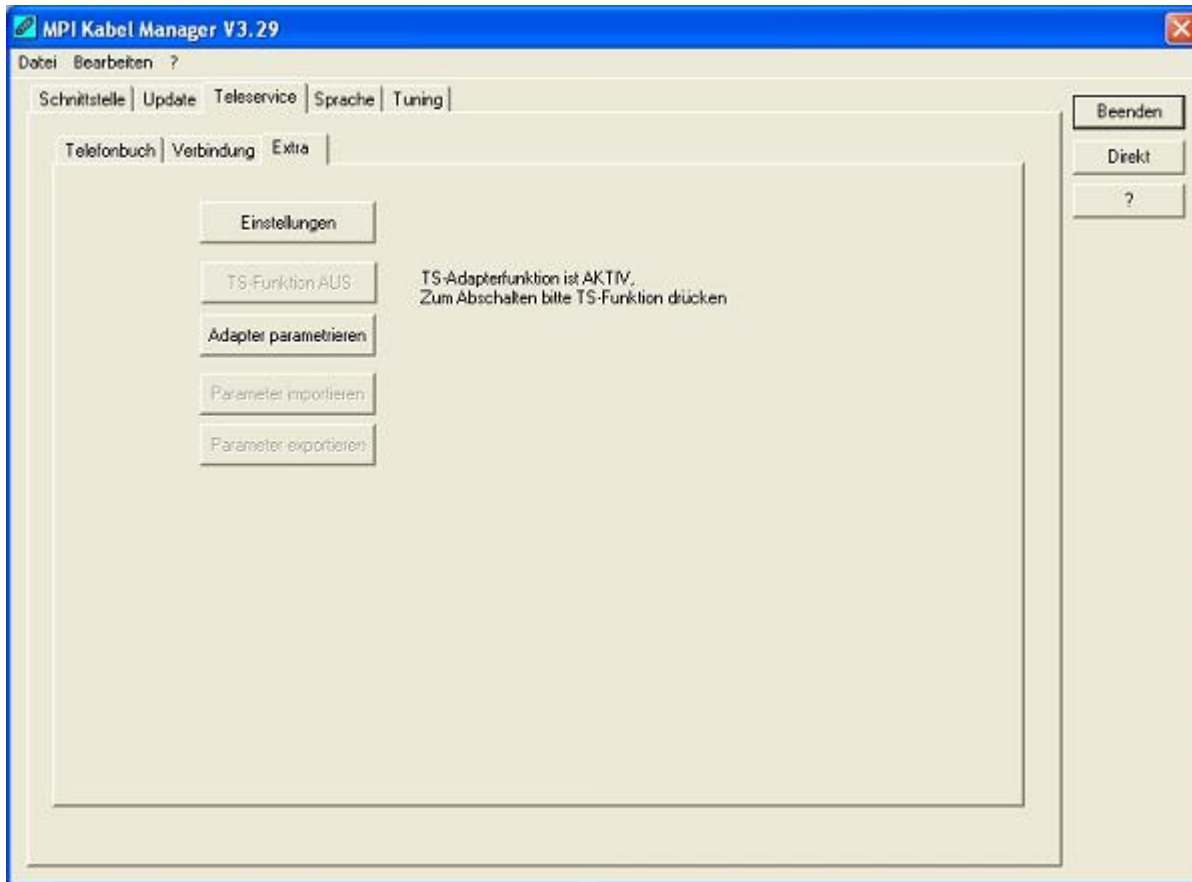 MPI Kabel Manager V3.29
Datei Bearbeiten ?
Schnittstelle Update Teleservice Sprache Tuning
Beenden
Telefonbuch Verbindung Extra
Direkt
?
Einstellungen
TS-Funktion AUS
TS-Adapterfunktion ist AKTIV,
Zum Abschalten bitte TS-Funktion drücken
Adapter parametrieren
Parameter importieren
Parameter exportieren